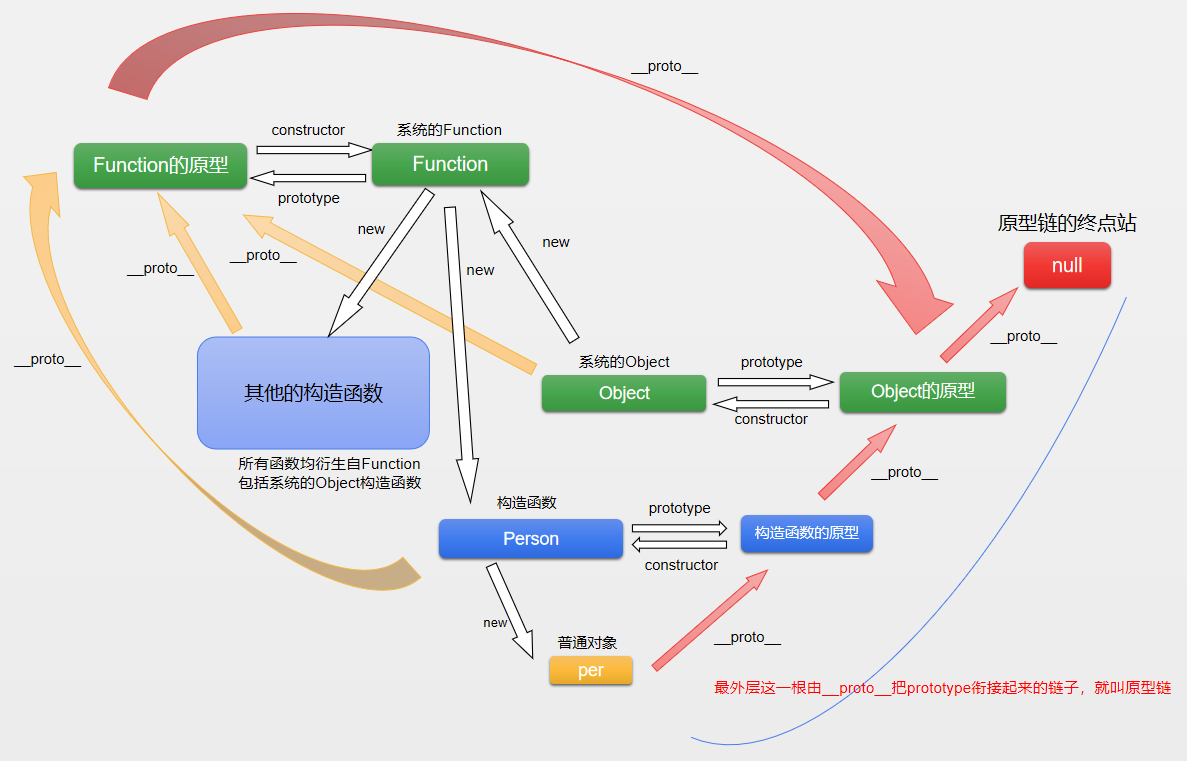 __proto__
constructor
系统的Function
Function的原型
Function
prototype
new
new
new
__proto__
__proto__
原型链的终点站
null
__proto__
__proto__
系统的Object
prototype
其他的构造函数
Object
Object的原型
constructor
所有函数均衍生自Function
包括系统的Object构造函数
__proto__
构造函数
prototype
Person
构造函数的原型
constructor
new
普通对象
__proto__
per
最外层这一根由__proto__把prototype衔接起来的链子，就叫原型链